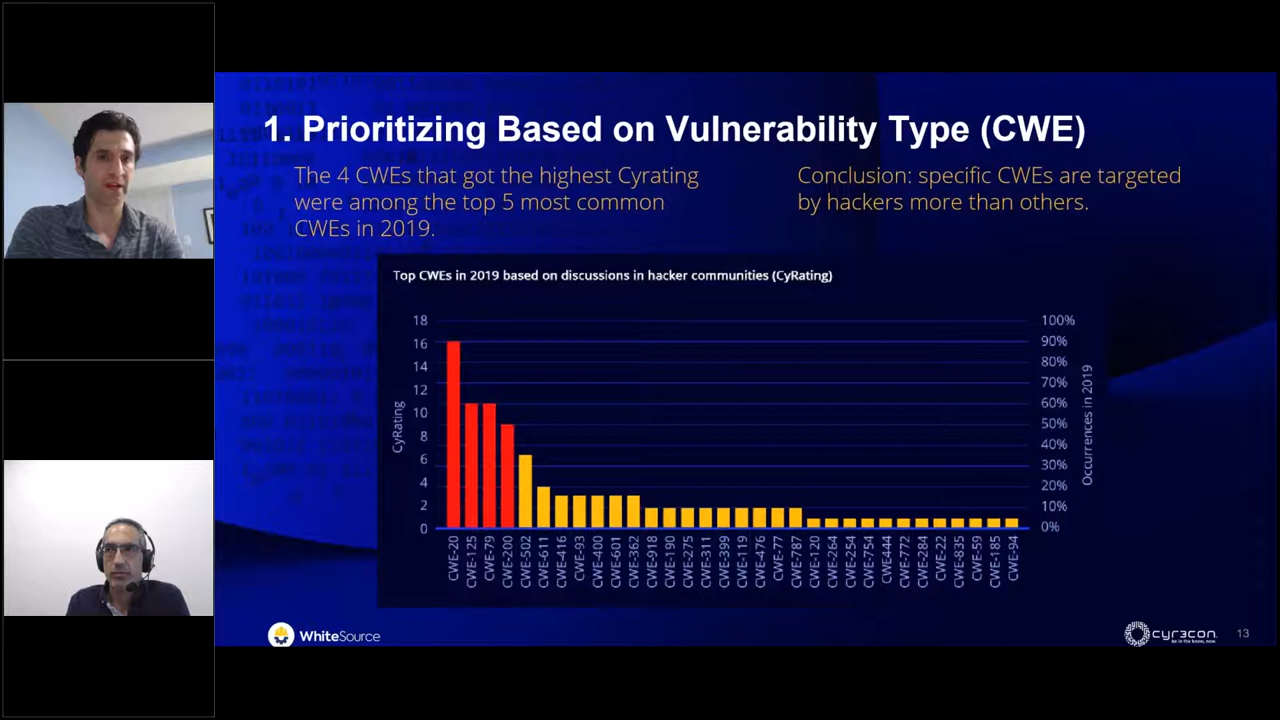 1. Prioritizing Based on Vulnerability Type (CWE)
The 4 CWEs that got the highest Cyrating
were among the top 5 most common
CWEs in 2019.
Conclusion: specific CWEs are targeted
by hackers more than others.
Top CWEs in 2019 based on discussions in hacker communities (CyRating)
CyRating
18
16
14
12
10
8
6
4
2
0
100%
90%
80%
70%
60%
50%
40%
30%
20%
10%
0%
Occurrences in 2019
CWE-20
CWE-125
CWE-79
CWE-200
CWE-502
CWE-611
CWE-416
CWE-93
CWE-400
CWE-601
CWE-362
CWE-918
CWE-190
CWE-275
CWE-311
CWE-399
CWE-119
CWE-476
CWE-77
CWE-787
CWE-120
CWE-264
CWE-254
CWE-754
CWE444
CWE-772
CWE-284
CWE-22
CWE-835
CWE-59
CWE-185
CWE-94
WhiteSource
cyr3con
be in the know, now.
13